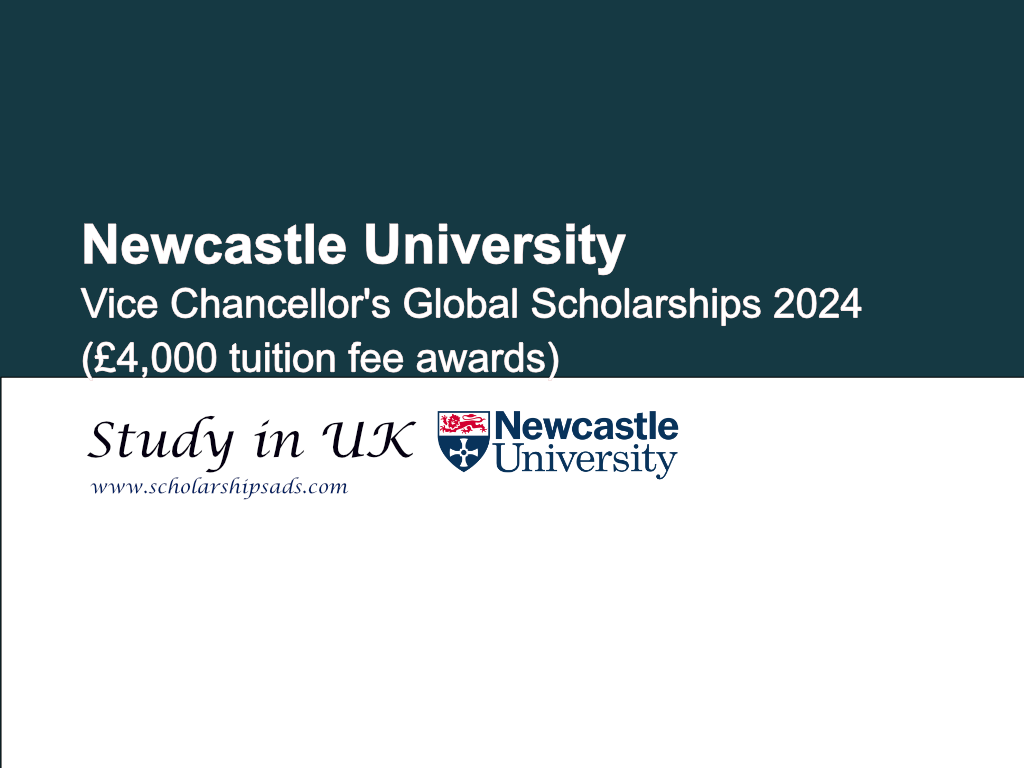 Newcastle University
Vice Chancellor's Global Scholarships 2024
(£4,000 tuition fee awards)
Study in UK
www.scholarshipsads.com
Newcastle
University